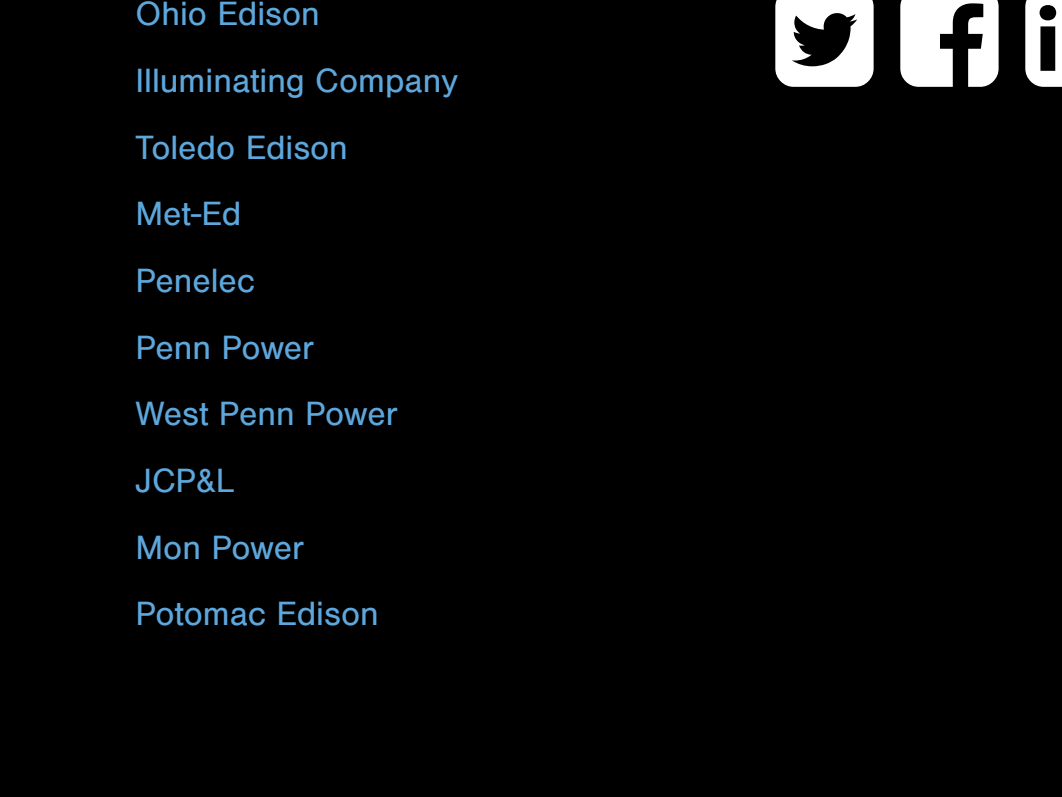 Ohio Edison
Illuminating Company
Toledo Edison
Met-Ed
Penelec
Penn Power
West Penn Power
JCP&L
Mon Power
Potomac Edison